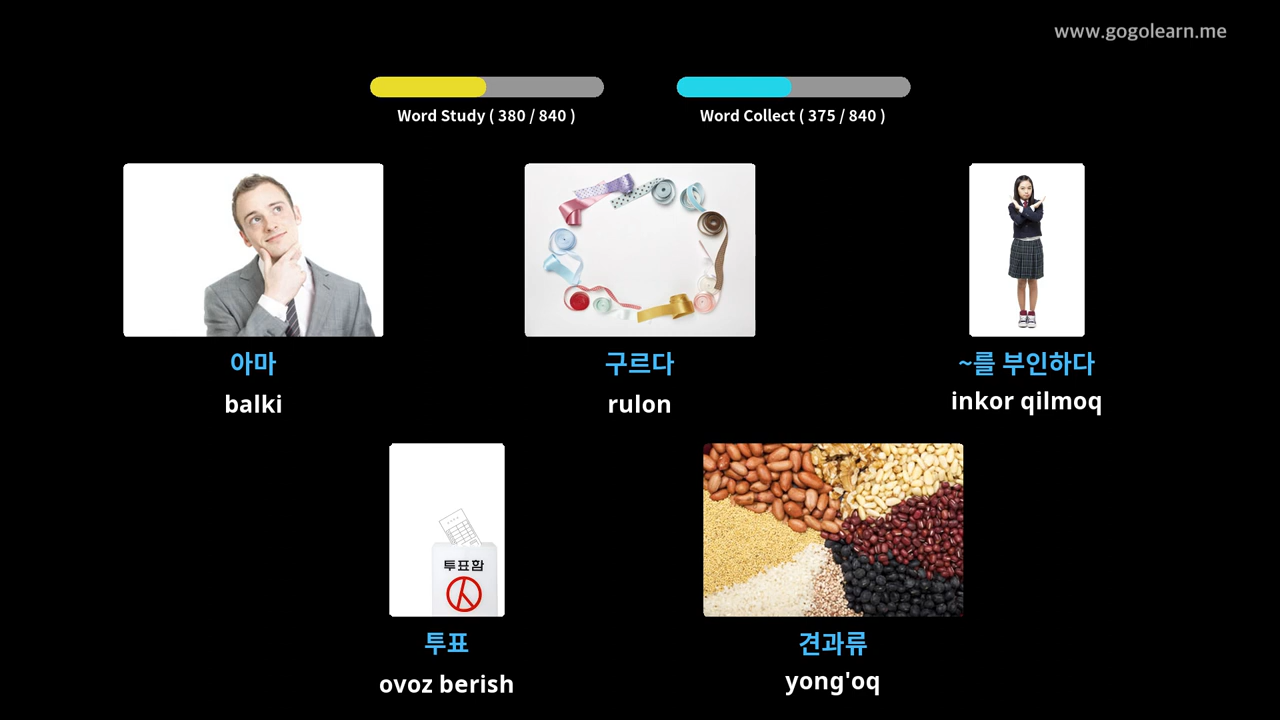 www.gogolearn.me
Word Study ( 380 / 840 )
Word Collect ( 375 / 840 )
아마
balki
구르다
rulon
~를 부인하다
inkor qilmoq
투표함
투표
ovoz berish
견과류
yong'oq